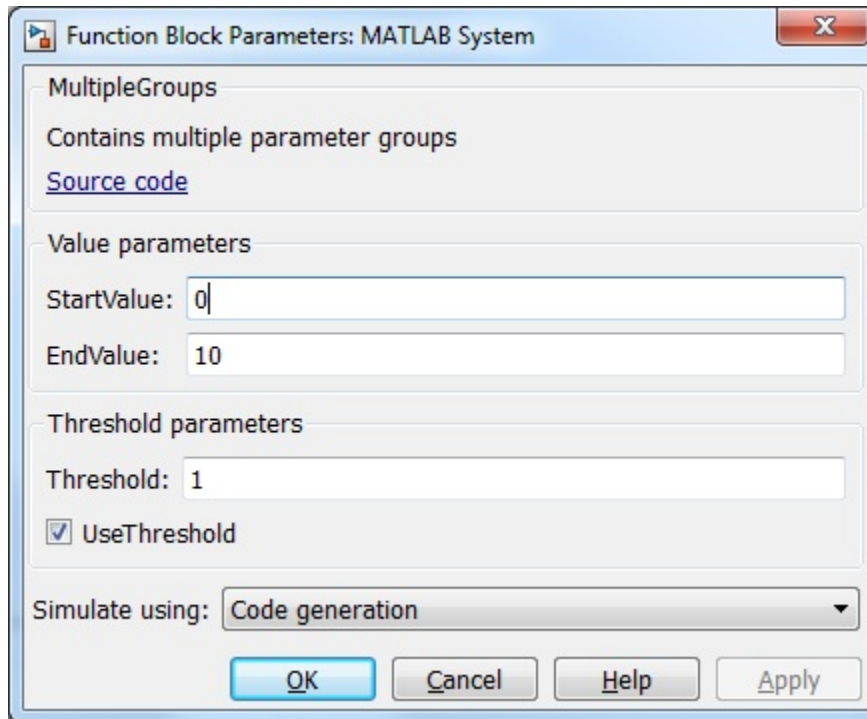 Function Block Parameters: MATLAB System
MultipleGroups
Contains multiple parameter groups
Source code
Value parameters
StartValue: 0
EndValue: 10
Threshold parameters
Threshold: 1
UseThreshold
Simulate using: Code generation
OK Cancel Help Apply